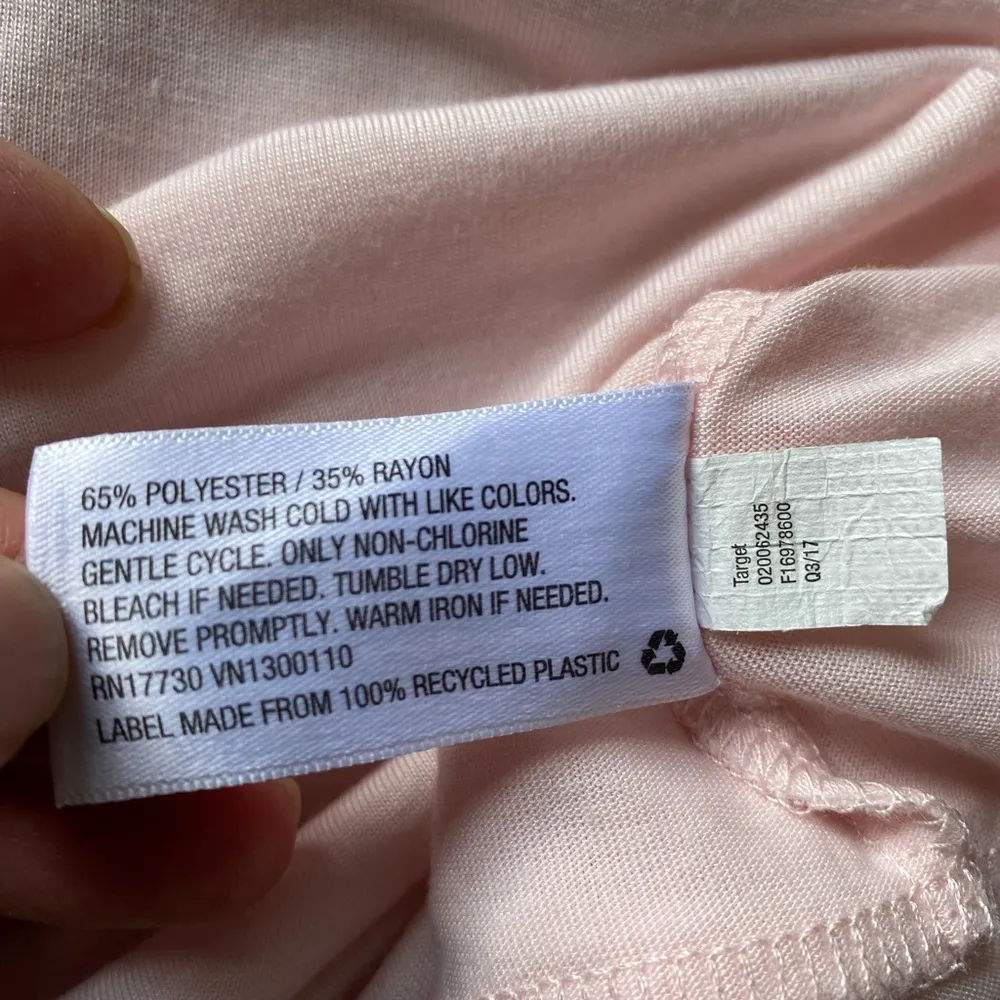 65% POLYESTER / 35% RAYON
MACHINE WASH COLD WITH LIKE COLORS.
GENTLE CYCLE. ONLY NON-CHLORINE
BLEACH IF NEEDED. TUMBLE DRY LOW.
REMOVE PROMPTLY. WARM IRON IF NEEDED.
RN17730 VN1300110
LABEL MADE FROM 100% RECYCLED PLASTIC
Target
020062435
F16978600
Q3/17